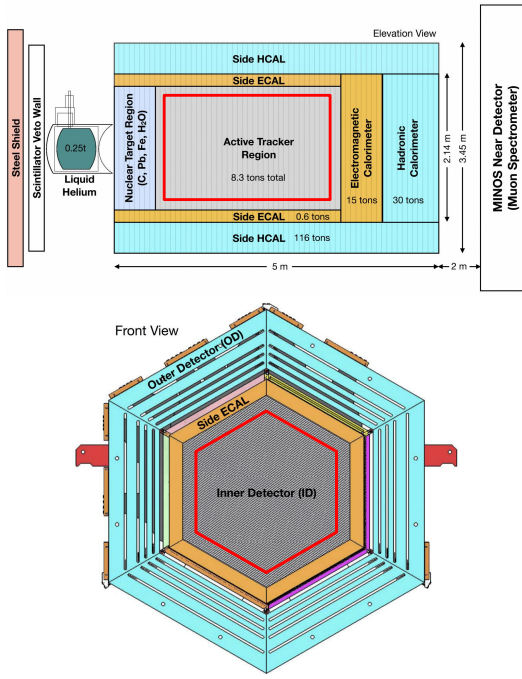 Elevation View
Steel Shield
Scintillator Veto Wall
0.25t
Liquid
Helium
Side HCAL
Side ECAL
Nuclear Target Region
(C, Pb, Fe, H₂O)
Active Tracker
Region
8.3 tons total
Electromagnetic
Calorimeter
15 tons
Hadronic
Calorimeter
30 tons
Side ECAL 0.6 tons
Side HCAL 116 tons
2.14 m
3.45 m
5 m
2 m
MINOS Near Detector
(Muon Spectrometer)
Front View
Outer Detector (OD)
Side ECAL
Inner Detector (ID)